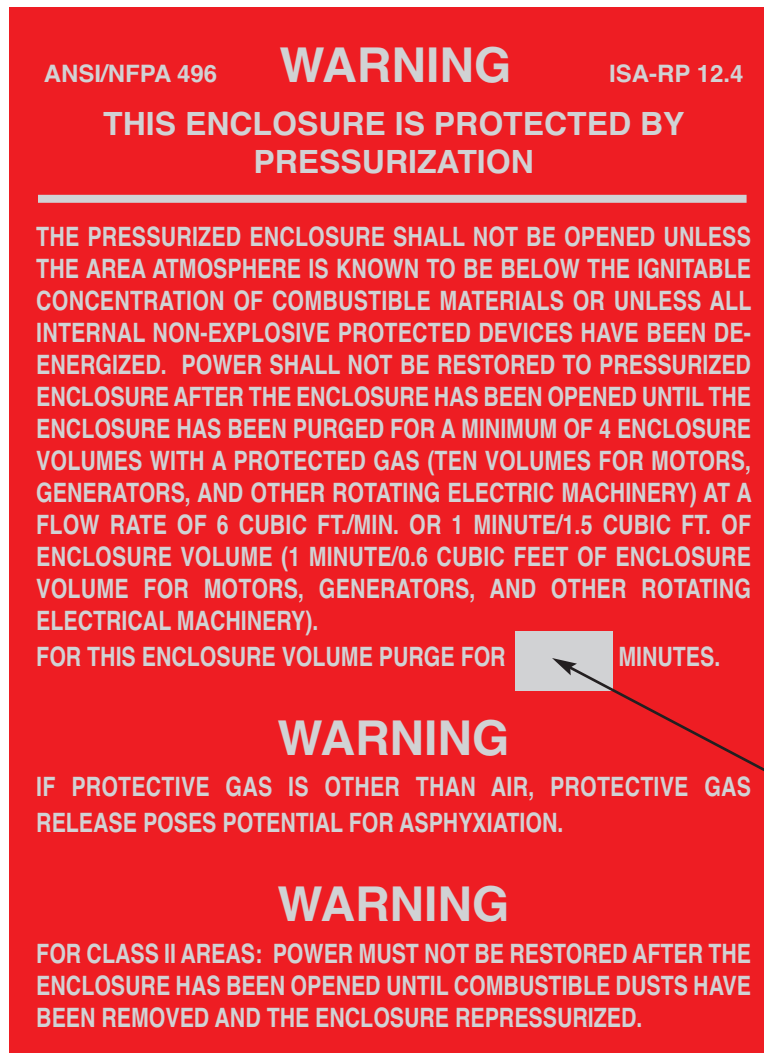 ANSI/NFPA 496 WARNING ISA-RP 12.4
THIS ENCLOSURE IS PROTECTED BY
PRESSURIZATION
THE PRESSURIZED ENCLOSURE SHALL NOT BE OPENED UNLESS
THE AREA ATMOSPHERE IS KNOWN TO BE BELOW THE IGNITABLE
CONCENTRATION OF COMBUSTIBLE MATERIALS OR UNLESS ALL
INTERNAL NON-EXPLOSIVE PROTECTED DEVICES HAVE BEEN DE-
ENERGIZED. POWER SHALL NOT BE RESTORED TO PRESSURIZED
ENCLOSURE AFTER THE ENCLOSURE HAS BEEN OPENED UNTIL THE
ENCLOSURE HAS BEEN PURGED FOR A MINIMUM OF 4 ENCLOSURE
VOLUMES WITH A PROTECTED GAS (TEN VOLUMES FOR MOTORS,
GENERATORS, AND OTHER ROTATING ELECTRIC MACHINERY) AT A
FLOW RATE OF 6 CUBIC FT./MIN. OR 1 MINUTE/1.5 CUBIC FT. OF
ENCLOSURE VOLUME (1 MINUTE/0.6 CUBIC FEET OF ENCLOSURE
VOLUME FOR MOTORS, GENERATORS, AND OTHER ROTATING
ELECTRICAL MACHINERY).
FOR THIS ENCLOSURE VOLUME PURGE FOR MINUTES.
WARNING
IF PROTECTIVE GAS IS OTHER THAN AIR, PROTECTIVE GAS
RELEASE POSES POTENTIAL FOR ASPHYXIATION.
WARNING
FOR CLASS II AREAS: POWER MUST NOT BE RESTORED AFTER THE
ENCLOSURE HAS BEEN OPENED UNTIL COMBUSTIBLE DUSTS HAVE
BEEN REMOVED AND THE ENCLOSURE REPRESSURIZED.